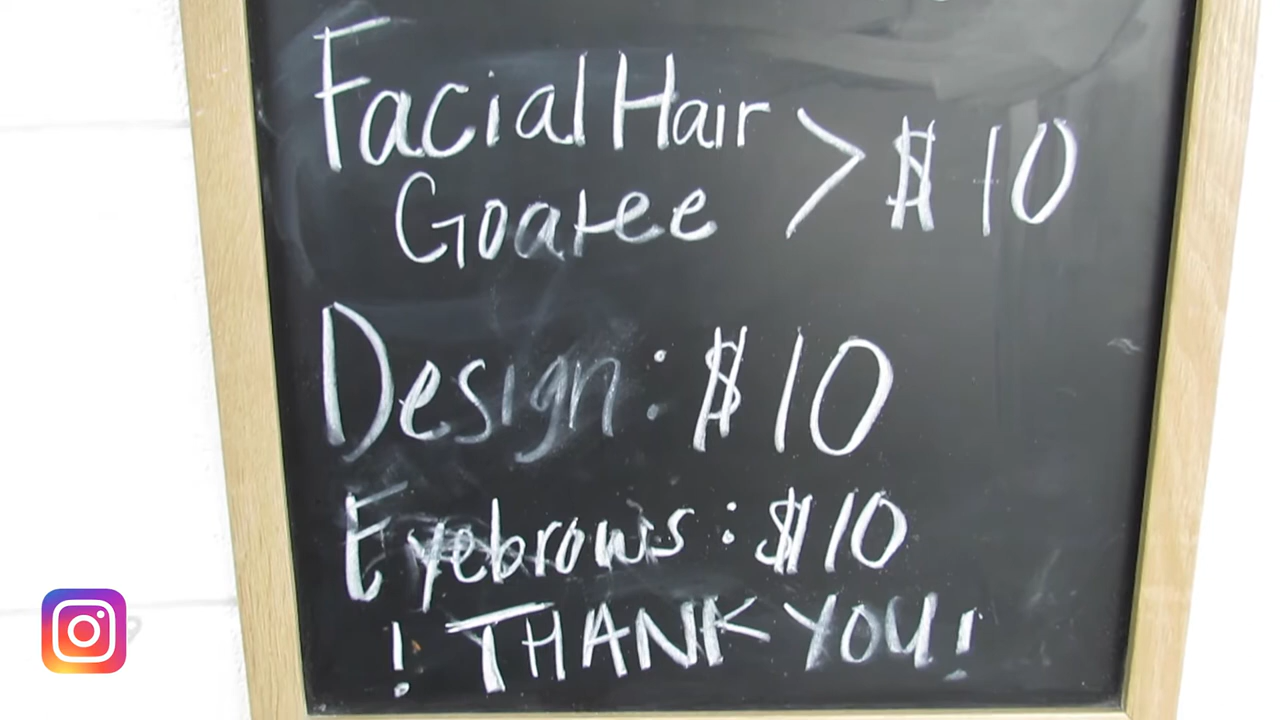 Facial Hair
Goatee > $10
Design: $10
Eyebrows: $10
! THANK YOU!